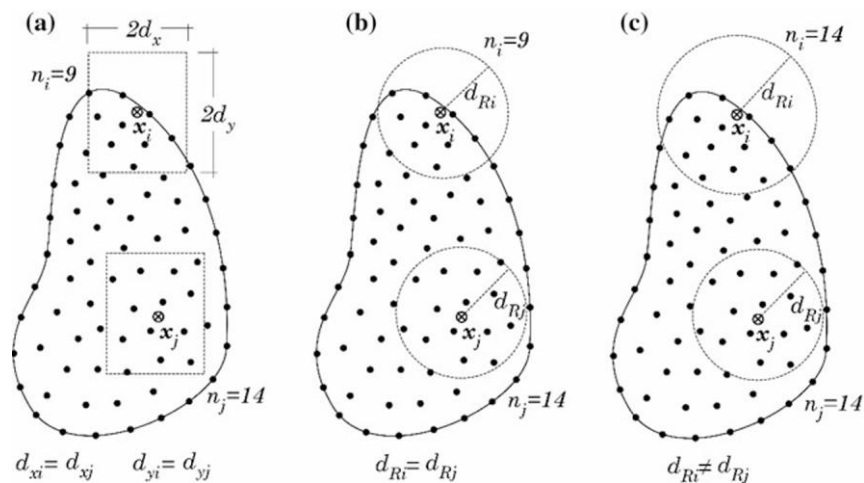 (a)
2d_x
n_i=9
2d_y
x_i
x_j
n_j=14
d_xi = d_xj
d_yi = d_yj
(b)
n_i=9
d_Ri
x_i
d_Rj
x_j
n_j=14
d_Ri = d_Rj
(c)
n_i=14
d_Ri
x_i
d_Rj
x_j
n_j=14
d_Ri ≠ d_Rj